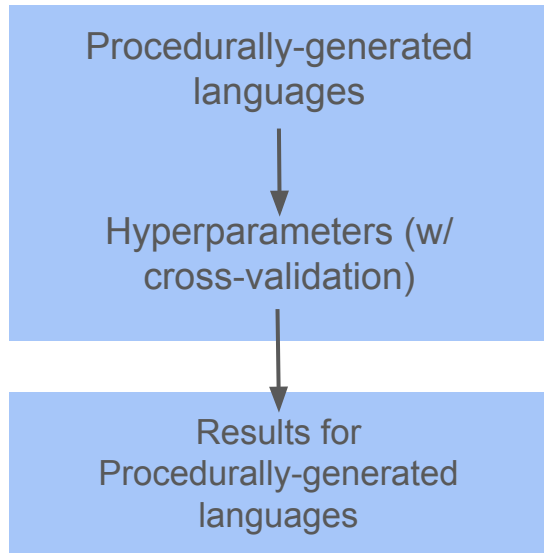 Procedurally-generated
languages
Hyperparameters (w/
cross-validation)
Results for
Procedurally-generated
languages